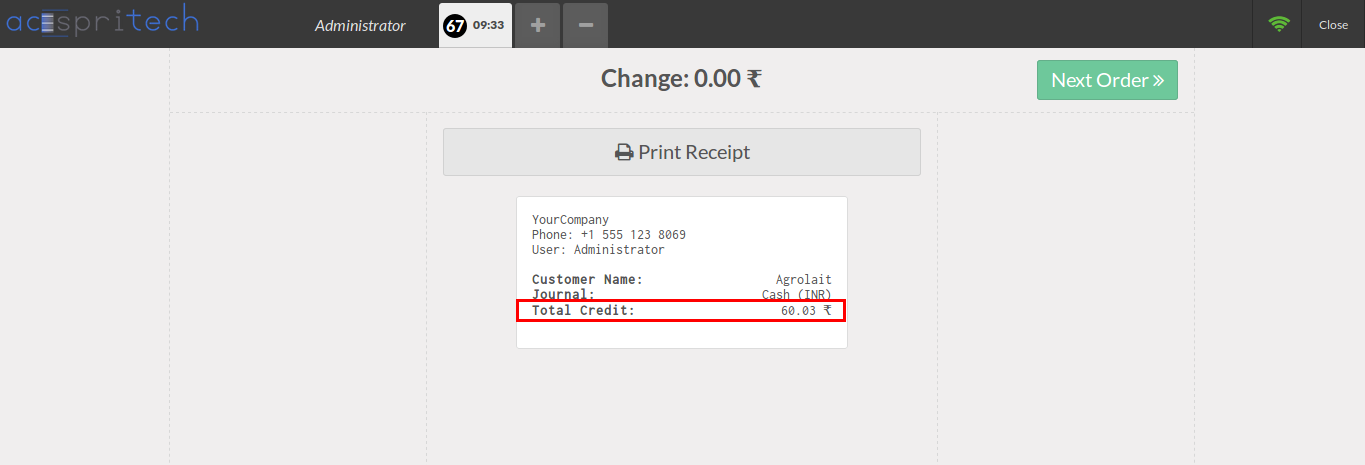 acespritech
Administrator
67 09:33
+
−
Close
Change: 0.00 ₹
Next Order »
Print Receipt
YourCompany
Phone: +1 555 123 8069
User: Administrator
Customer Name: Agrolait
Journal: Cash (INR)
Total Credit: 60.03 ₹